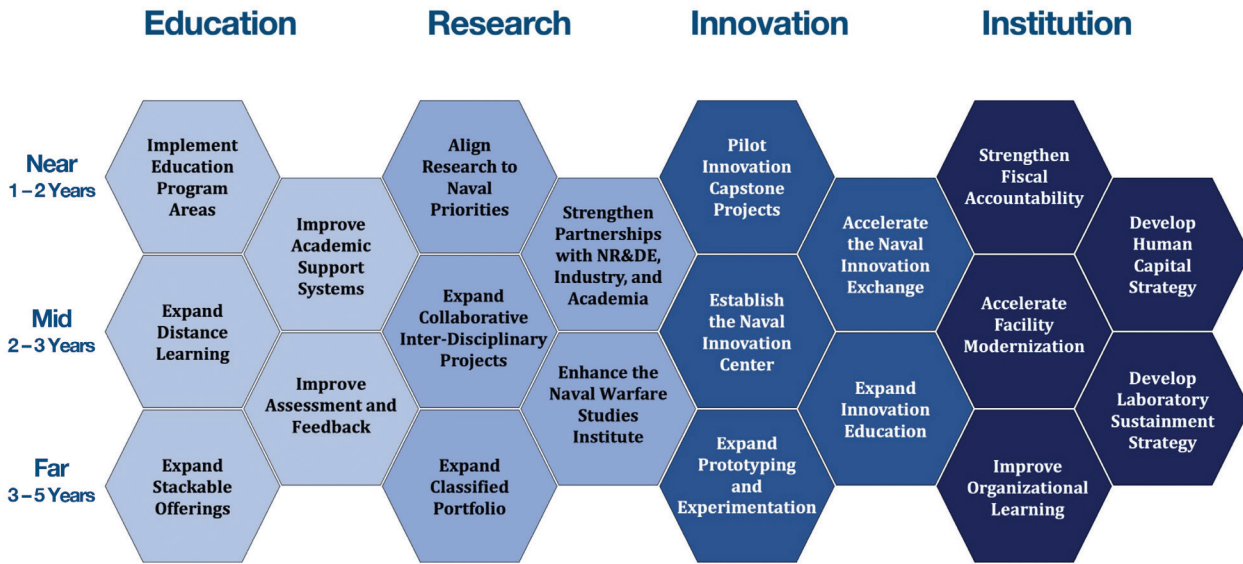 Education
Research
Innovation
Institution
Near
1 – 2 Years
Implement
Education
Program
Areas
Align
Research to
Naval
Priorities
Pilot
Innovation
Capstone
Projects
Strengthen
Fiscal
Accountability
Improve
Academic
Support
Systems
Strengthen
Partnerships
with NR&DE,
Industry, and
Academia
Accelerate
the Naval
Innovation
Exchange
Develop
Human
Capital
Strategy
Mid
2 – 3 Years
Expand
Distance
Learning
Expand
Collaborative
Inter-Disciplinary
Projects
Establish
the Naval
Innovation
Center
Accelerate
Facility
Modernization
Improve
Assessment and
Feedback
Enhance the
Naval Warfare
Studies
Institute
Expand
Innovation
Education
Develop
Laboratory
Sustainment
Strategy
Far
3 – 5 Years
Expand
Stackable
Offerings
Expand
Classified
Portfolio
Expand
Prototyping
and
Experimentation
Improve
Organizational
Learning